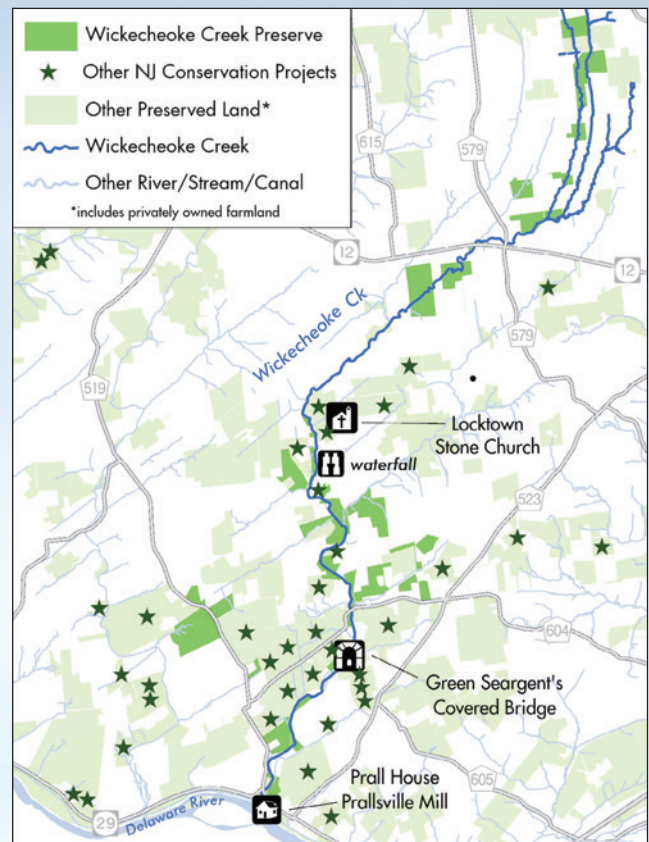 Wickecheoke Creek Preserve
Other NJ Conservation Projects
Other Preserved Land*
Wickecheoke Creek
Other River/Stream/Canal
*includes privately owned farmland
615
579
12
12
Wickecheoke Ck
519
579
Locktown
Stone Church
waterfall
523
604
Green Seargent's
Covered Bridge
Prall House
Prallsville Mill
605
29
Delaware River